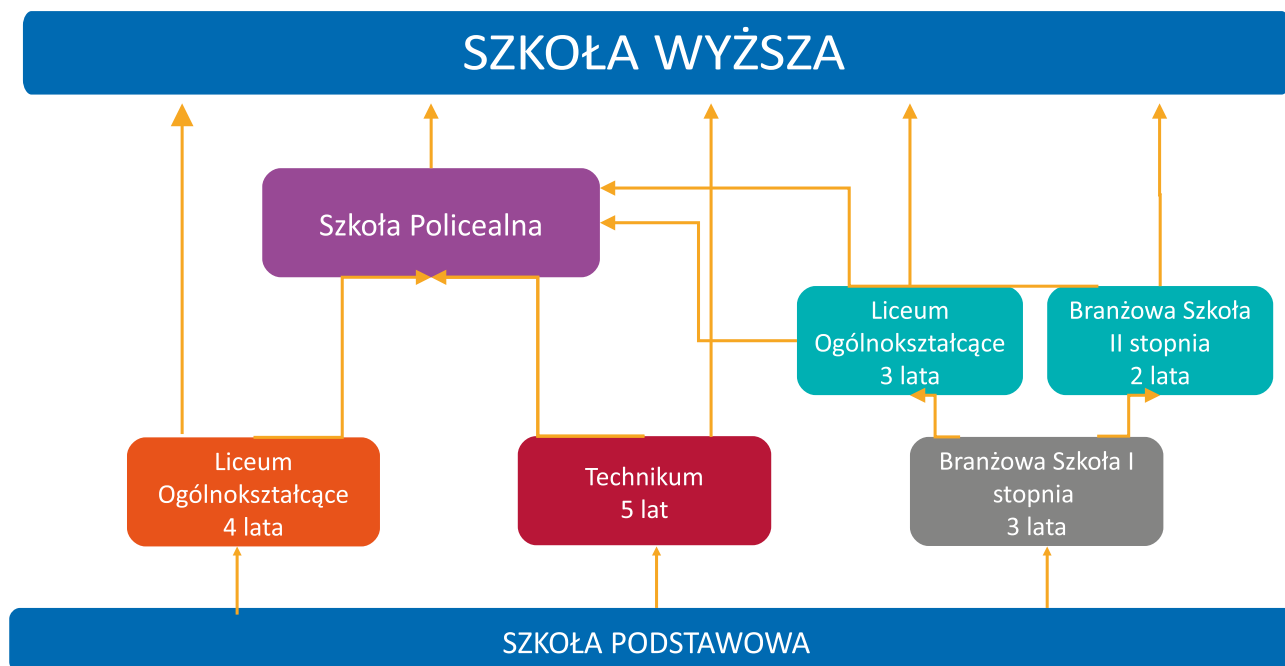 SZKOŁA WYŻSZA
Szkoła Policealna
Liceum
Ogólnokształcące
3 lata
Branżowa Szkoła
II stopnia
2 lata
Liceum
Ogólnokształcące
4 lata
Technikum
5 lat
Branżowa Szkoła I
stopnia
3 lata
SZKOŁA PODSTAWOWA